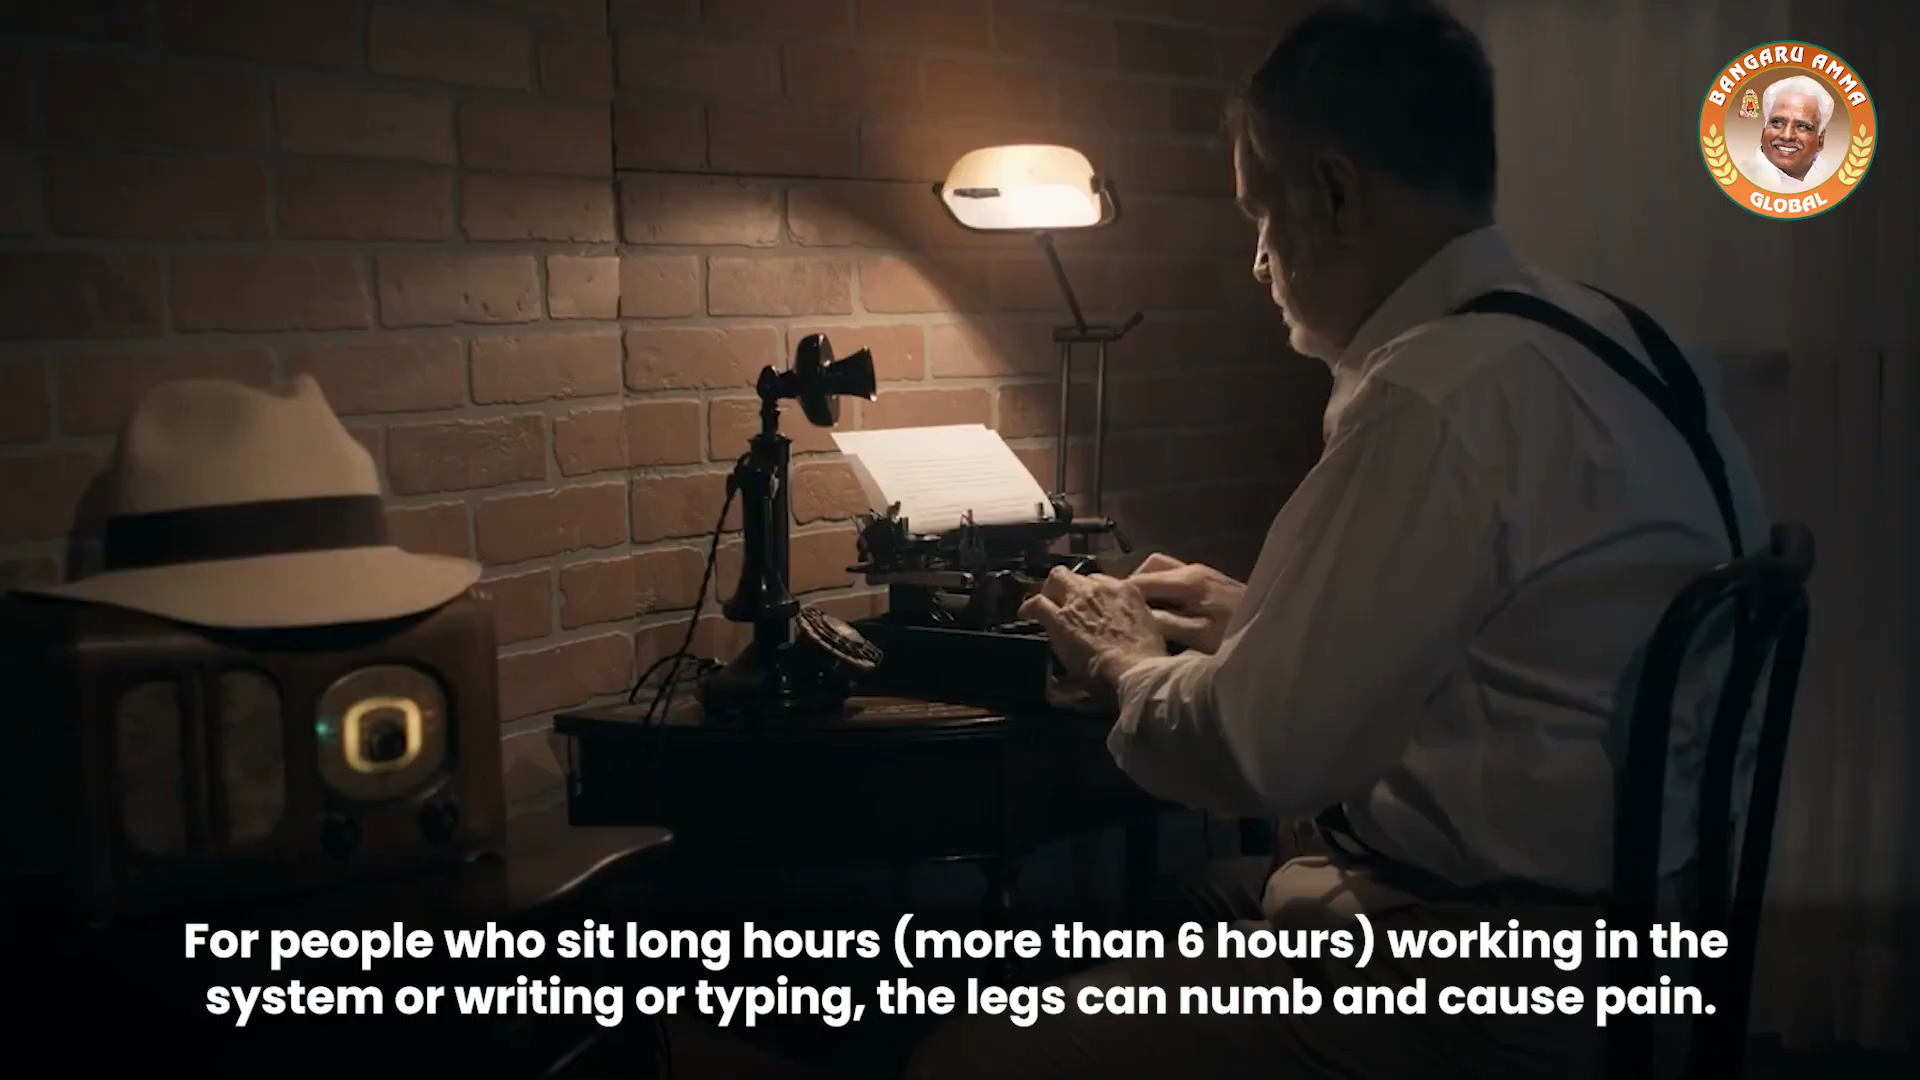 BANGARU AMMA
GLOBAL
For people who sit long hours (more than 6 hours) working in the
system or writing or typing, the legs can numb and cause pain.